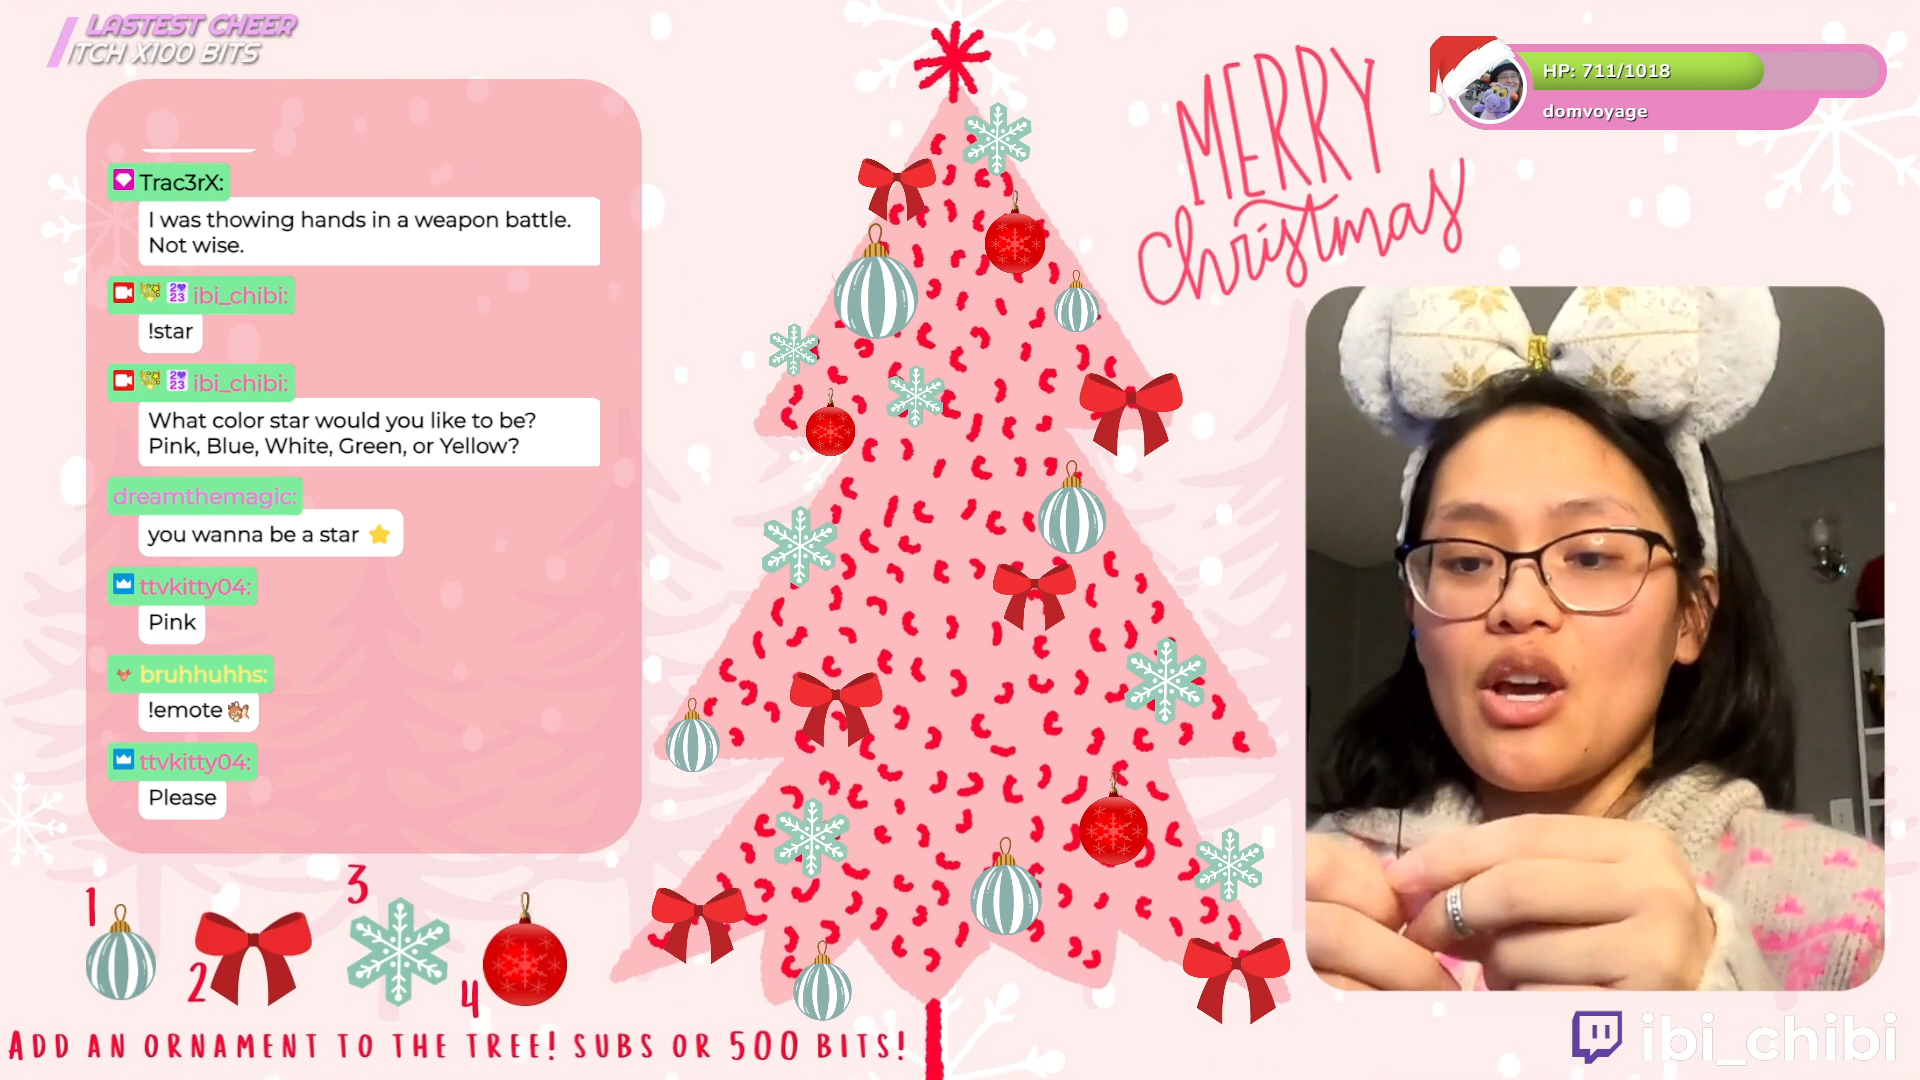 LASTEST CHEER
ITCH X100 BITS
Trac3rX:
I was thowing hands in a weapon battle.
Not wise.
2023 ibi_chibi:
!star
2023 ibi_chibi:
What color star would you like to be?
Pink, Blue, White, Green, or Yellow?
dreamthemagic:
you wanna be a star
ttvkitty04:
Pink
bruhhuhhs:
!emote
ttvkitty04:
Please
1
2
3
4
ADD AN ORNAMENT TO THE TREE! SUBS OR 500 BITS!
MERRY
Christmas
HP: 711/1018
domvoyage
ibi_chibi